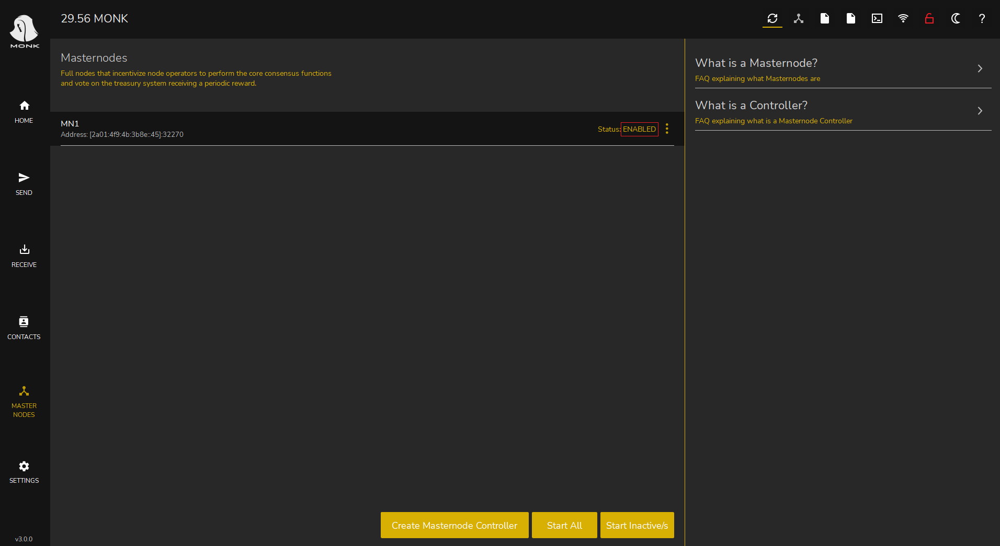 29.56 MONK
MONK
HOME
SEND
RECEIVE
CONTACTS
MASTER
NODES
SETTINGS
v3.0.0
Masternodes
Full nodes that incentivize node operators to perform the core consensus functions
and vote on the treasury system receiving a periodic reward.
MN1
Address: [2a01:4f9:4b:3b8e::45]:32270
Status: ENABLED
Create Masternode Controller
Start All
Start Inactive/s
What is a Masternode?
FAQ explaining what Masternodes are
What is a Controller?
FAQ explaining what is a Masternode Controller